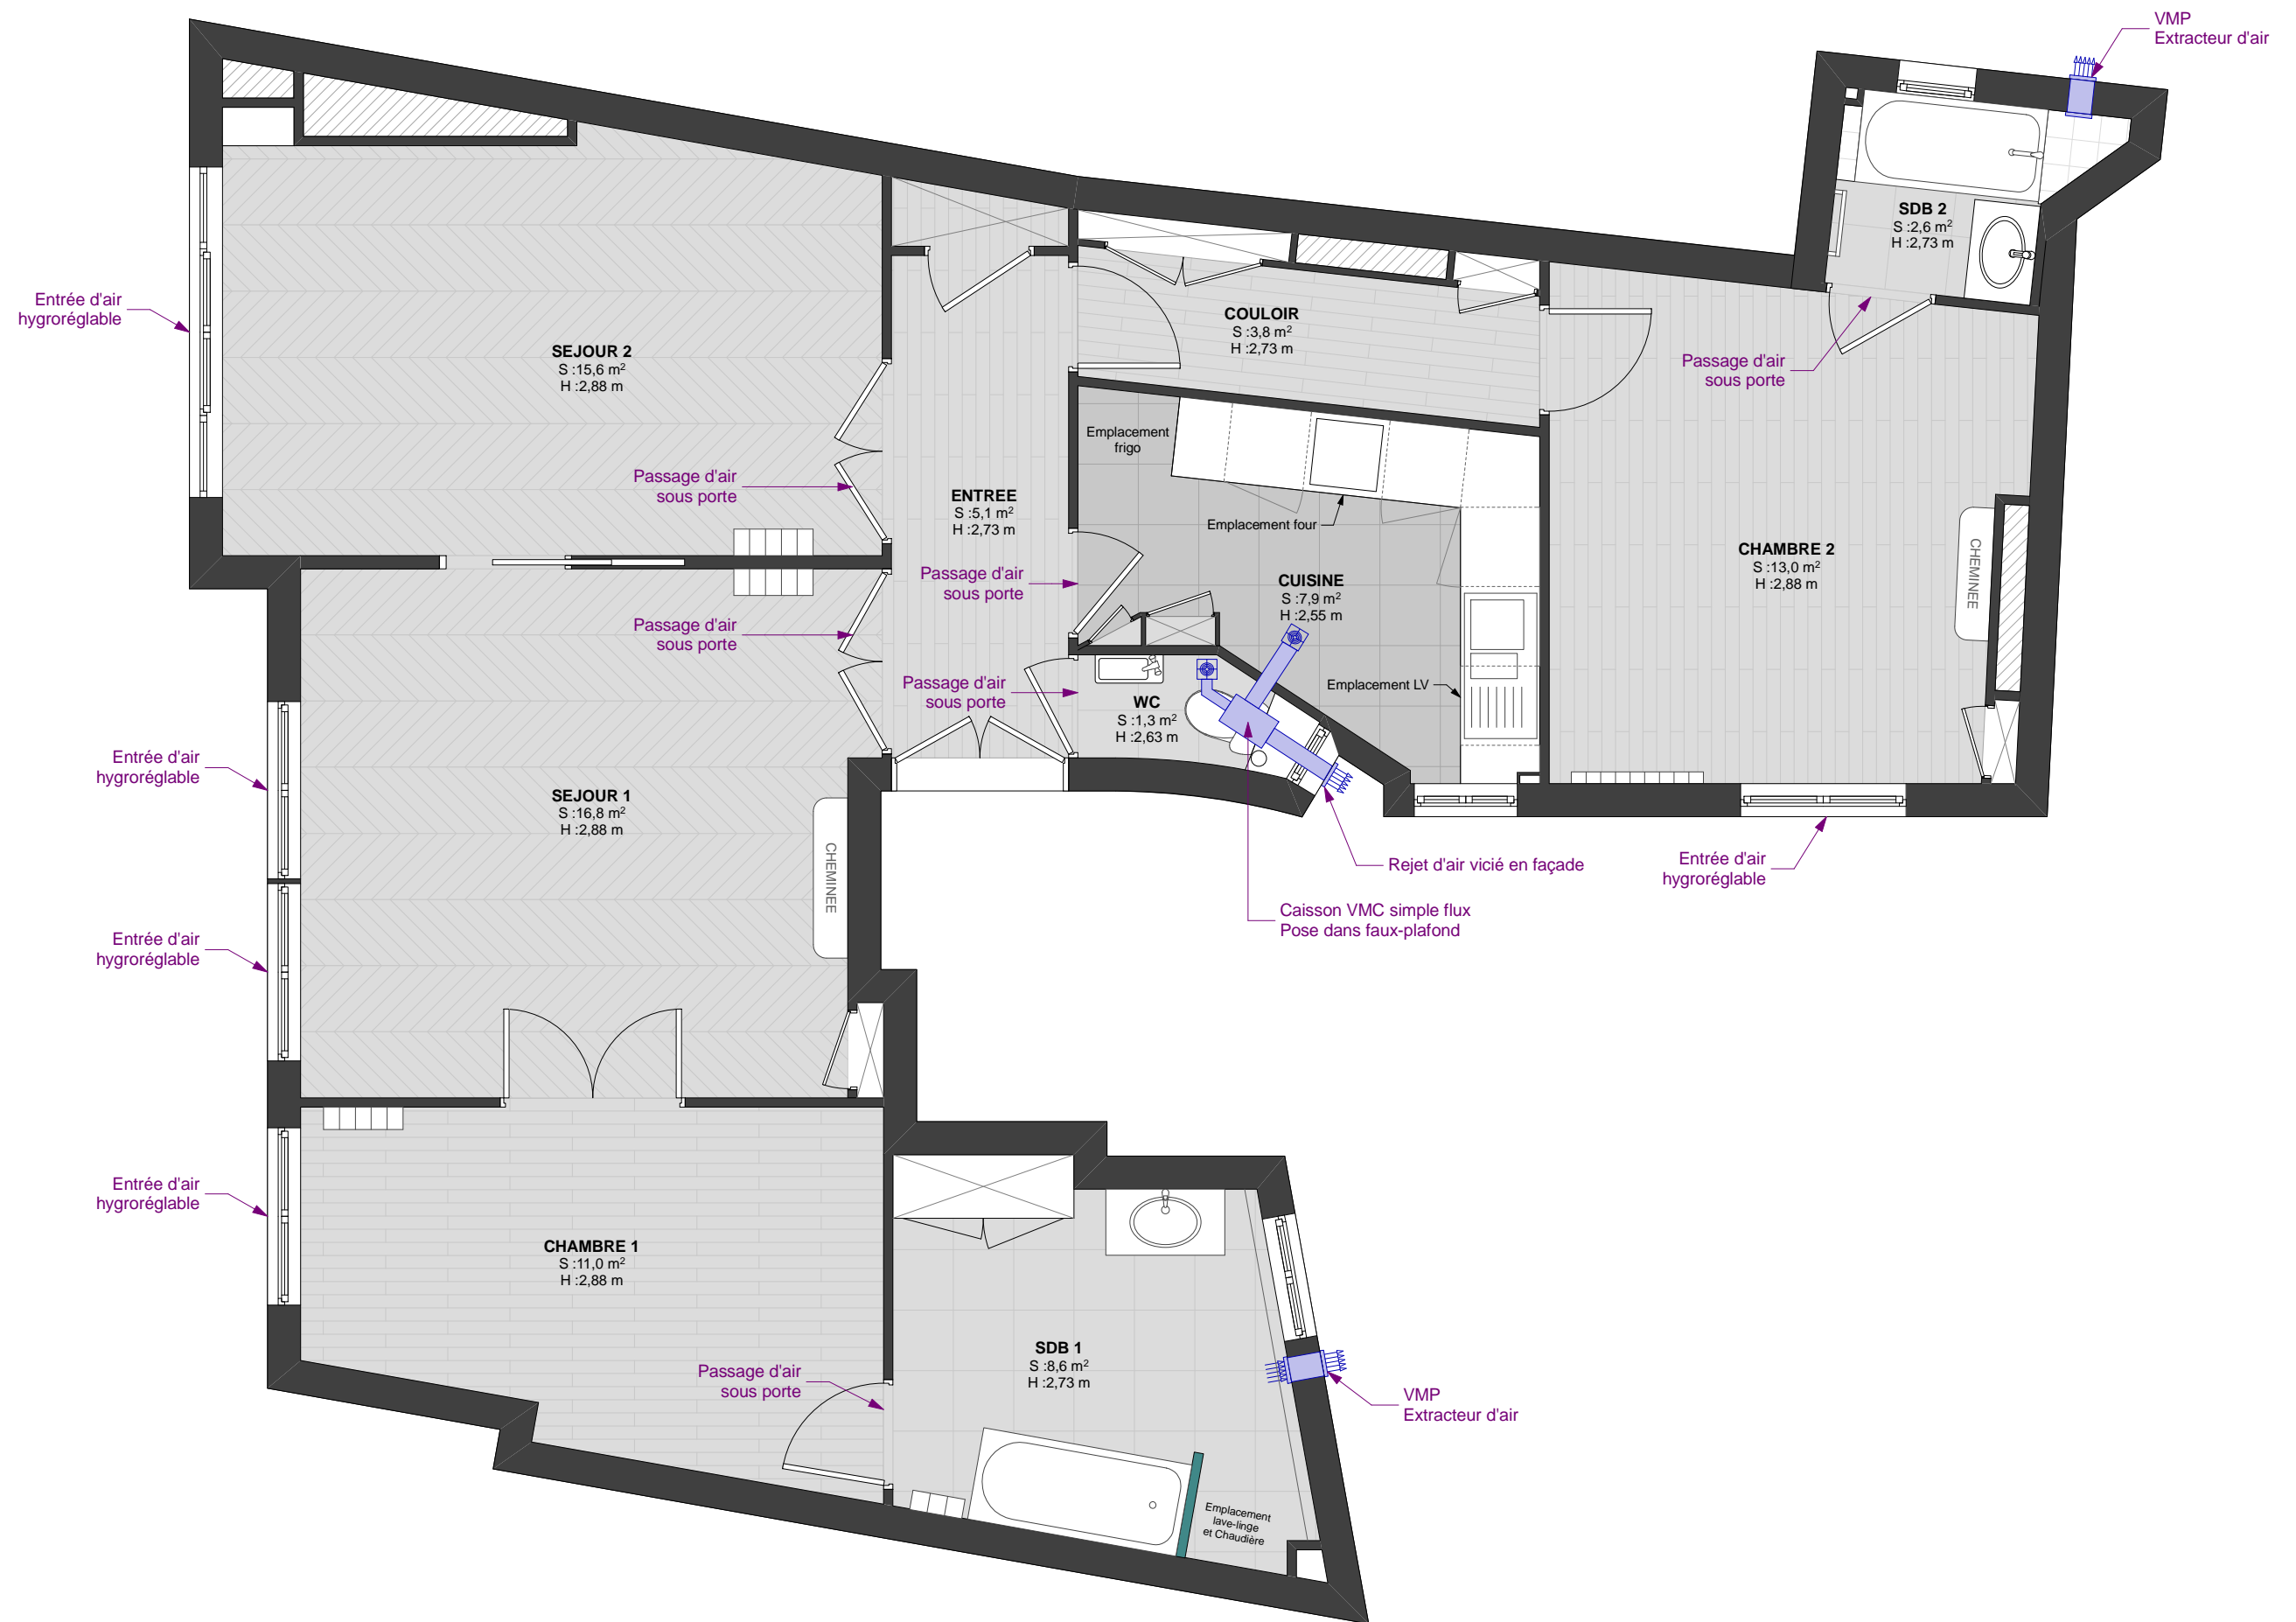 VMP
Extracteur d'air
SDB 2
S :2,6 m²
H :2,73 m
Entrée d'air
hygroréglable
SEJOUR 2
S :15,6 m²
H :2,88 m
COULOIR
S :3,8 m²
H :2,73 m
Passage d'air
sous porte
Emplacement
frigo
Passage d'air
sous porte
ENTREE
S :5,1 m²
H :2,73 m
Emplacement four
CHAMBRE 2
S :13,0 m²
H :2,88 m
CHEMINEE
Passage d'air
sous porte
CUISINE
S :7,9 m²
H :2,55 m
Passage d'air
sous porte
Passage d'air
sous porte
WC
S :1,3 m²
H :2,63 m
Emplacement LV
Entrée d'air
hygroréglable
SEJOUR 1
S :16,8 m²
H :2,88 m
CHEMINEE
Rejet d'air vicié en façade
Entrée d'air
hygroréglable
Caisson VMC simple flux
Pose dans faux-plafond
Entrée d'air
hygroréglable
Entrée d'air
hygroréglable
CHAMBRE 1
S :11,0 m²
H :2,88 m
SDB 1
S :8,6 m²
H :2,73 m
Passage d'air
sous porte
VMP
Extracteur d'air
Emplacement
lave-linge
et Chaudière